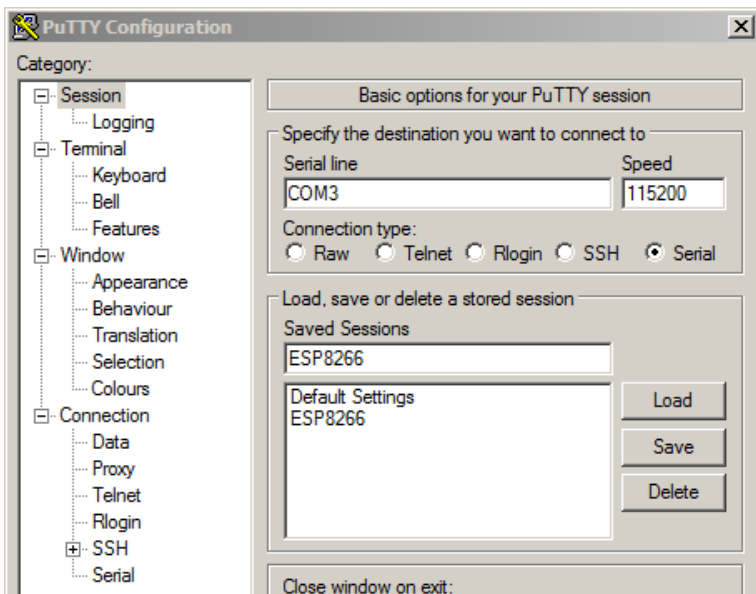 PuTTY Configuration
Category:
Session
Logging
Terminal
Keyboard
Bell
Features
Window
Appearance
Behaviour
Translation
Selection
Colours
Connection
Data
Proxy
Telnet
Rlogin
SSH
Serial
Basic options for your PuTTY session
Specify the destination you want to connect to
Serial line Speed
COM3 115200
Connection type:
Raw Telnet Rlogin SSH Serial
Load, save or delete a stored session
Saved Sessions
ESP8266
Default Settings
ESP8266
Load
Save
Delete
Close window on exit: